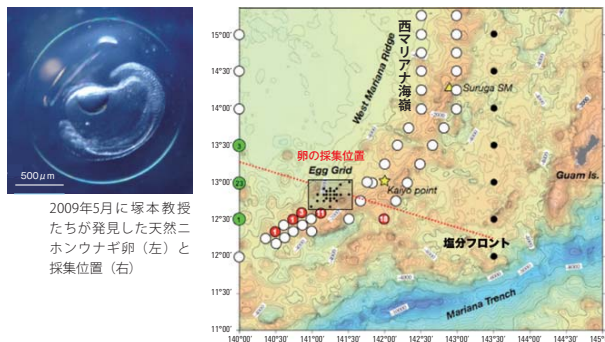 500μm
2009年5月に塚本教授
たちが発見した天然ニ
ホンウナギ卵（左）と
採集位置（右）
15°00′
14°30′
14°00′
13°30′
13°00′
12°30′
12°00′
11°30′
11°00′
140°00′
140°30′
141°00′
141°30′
142°00′
142°30′
143°00′
143°30′
144°00′
144°30′
西マリアナ海嶺
West Mariana Ridge
Suruga SM
卵の採集位置
Egg Grid
Kaiyo point
Guam Is.
塩分フロント
Mariana Trench
3
23
1